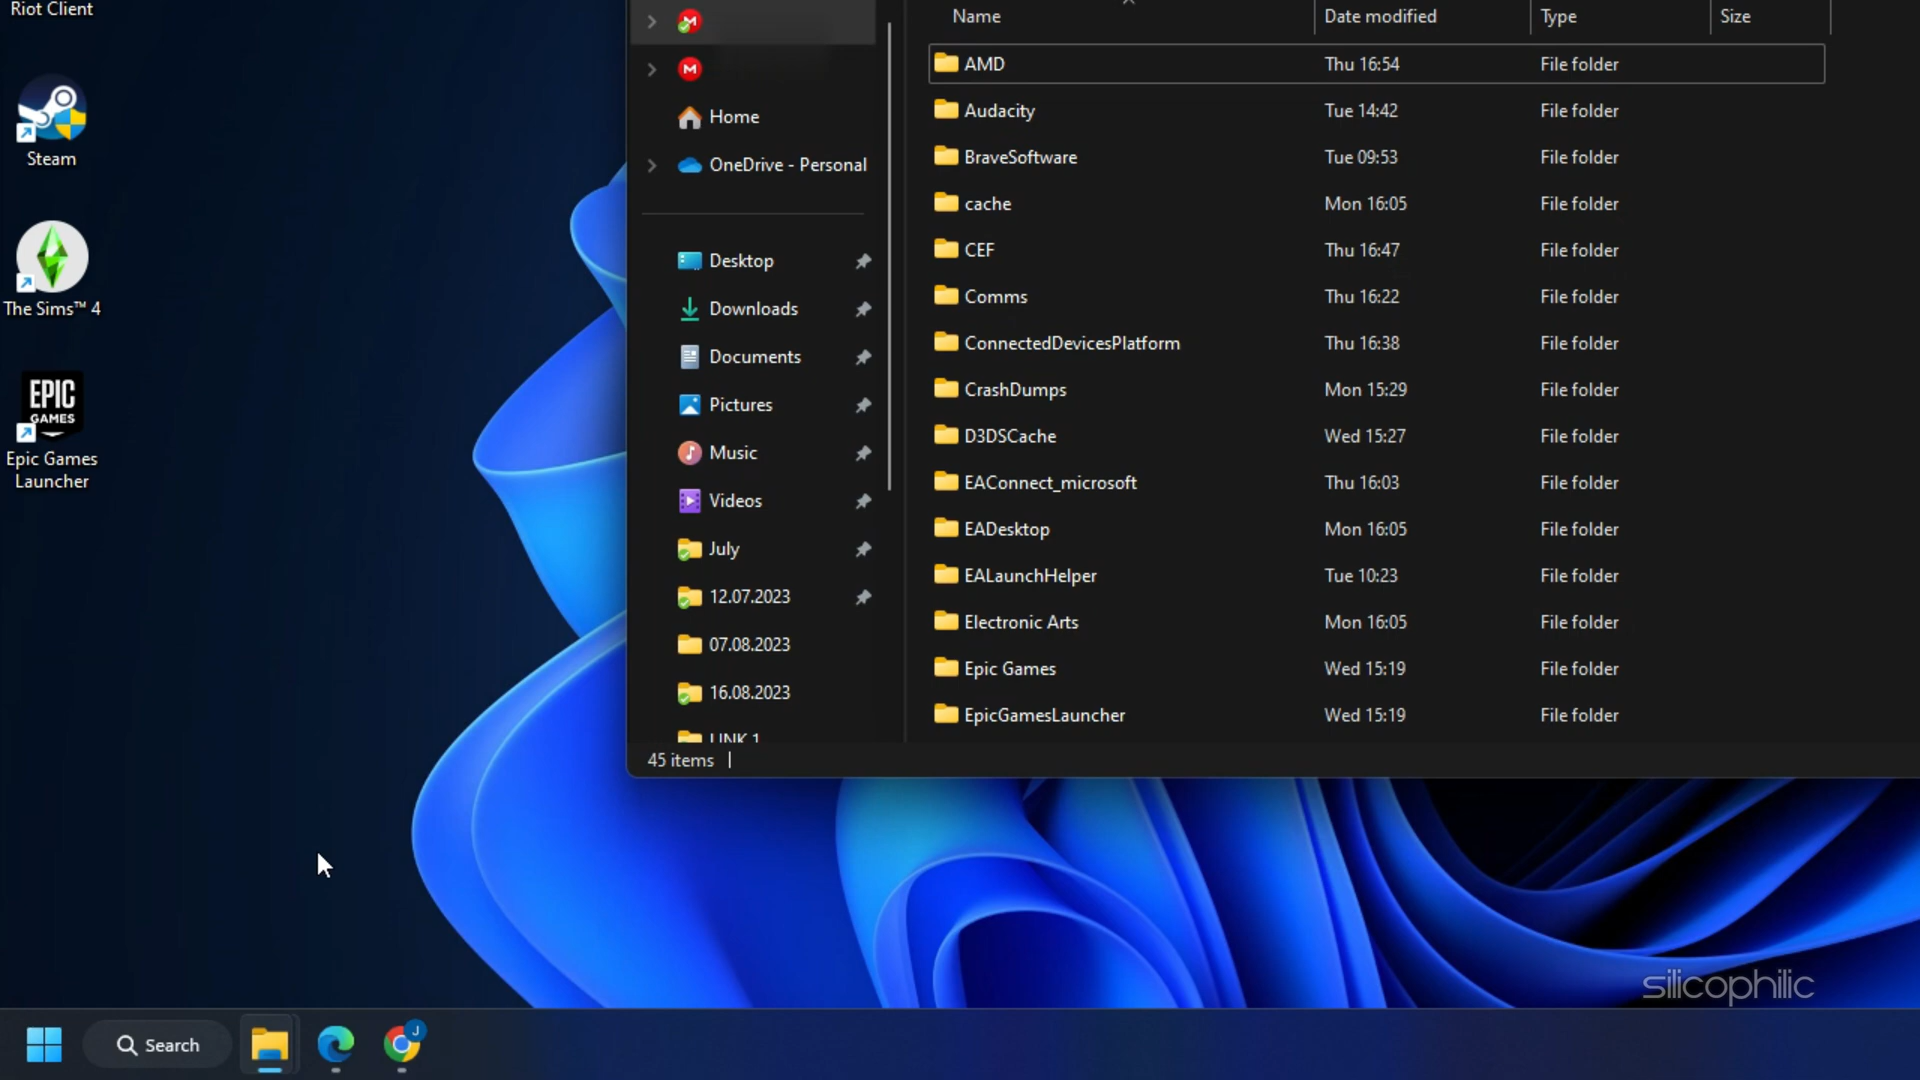 Riot Client
Steam
The Sims™ 4
EPIC
GAMES
Epic Games
Launcher
Home
OneDrive - Personal
Desktop
Downloads
Documents
Pictures
Music
Videos
July
12.07.2023
07.08.2023
16.08.2023
LINK 1
45 items
Name Date modified Type Size
AMD Thu 16:54 File folder
Audacity Tue 14:42 File folder
BraveSoftware Tue 09:53 File folder
cache Mon 16:05 File folder
CEF Thu 16:47 File folder
Comms Thu 16:22 File folder
ConnectedDevicesPlatform Thu 16:38 File folder
CrashDumps Mon 15:29 File folder
D3DSCache Wed 15:27 File folder
EAConnect_microsoft Thu 16:03 File folder
EADesktop Mon 16:05 File folder
EALaunchHelper Tue 10:23 File folder
Electronic Arts Mon 16:05 File folder
Epic Games Wed 15:19 File folder
EpicGamesLauncher Wed 15:19 File folder
silicophilic
Search
J